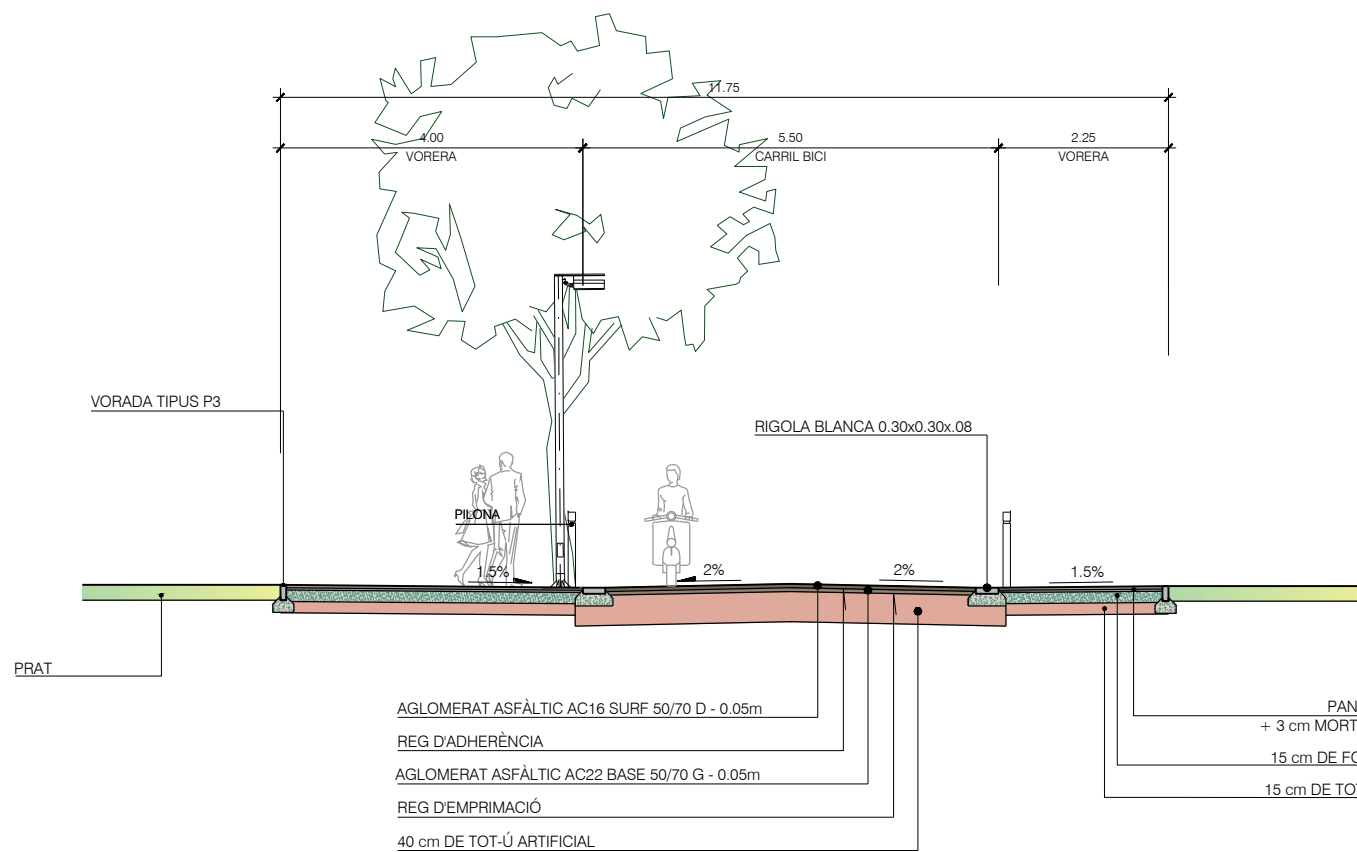 11.75
4.00
5.50
2.25
VORERA
CARRIL BICI
VORERA
VORADA TIPUS P3
RIGOLA BLANCA 0.30x0.30x.08
PILONA
1.5%
2%
2%
1.5%
PRAT
AGLOMERAT ASFÀLTIC AC16 SURF 50/70 D - 0.05m
REG D'ADHERÈNCIA
AGLOMERAT ASFÀLTIC AC22 BASE 50/70 G - 0.05m
REG D'EMPRIMACIÓ
40 cm DE TOT-Ú ARTIFICIAL
PAN
+ 3 cm MORT
15 cm DE FO
15 cm DE TOT